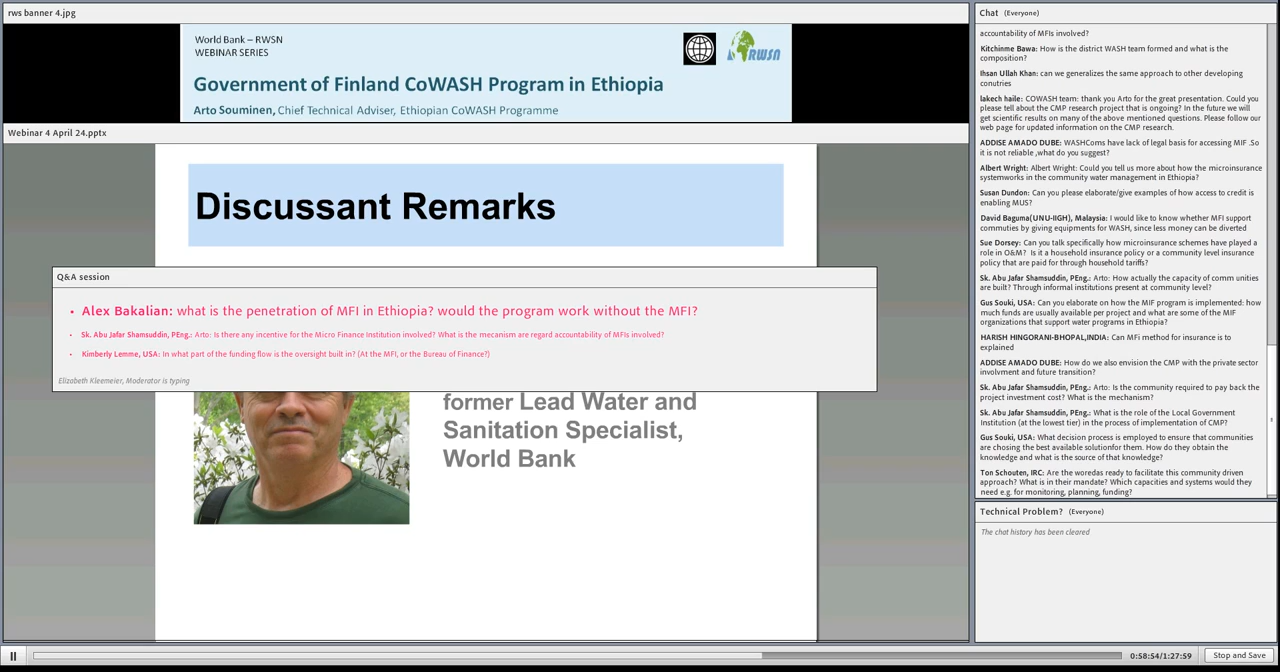 rws banner 4.jpg
World Bank – RWSN
WEBINAR SERIES
RWSN
Government of Finland CoWASH Program in Ethiopia
Arto Souminen, Chief Technical Adviser, Ethiopian CoWASH Programme
Webinar 4 April 24.pptx
Discussant Remarks
Q&A session
• Alex Bakalian: what is the penetration of MFI in Ethiopia? would the program work without the MFI?
• Sk. Abu Jafar Shamsuddin, PEng.: Arto: Is there any incentive for the Micro Finance Institution involved? What is the mechanism are regard accountability of MFIs involved?
• Kimberly Lemme, USA: In what part of the funding flow is the oversight built in? (At the MFI, or the Bureau of Finance?)
Elizabeth Kleemeier, Moderator is typing
former Lead Water and
Sanitation Specialist,
World Bank
Chat (Everyone)
accountability of MFIs involved?
Kitchinme Bawa: How is the district WASH team formed and what is the
composition?
Ihsan Ullah Khan: can we generalizes the same approach to other developing
conutries
lakech haile: COWASH team: thank you Arto for the great presentation. Could you
please tell about the CMP research project that is ongoing? In the future we will
get scientific results on many of the above mentioned questions. Please follow our
web page for updated information on the CMP research.
ADDISE AMADO DUBE: WASHComs have lack of legal basis for accessing MIF .So
it is not reliable ,what do you suggest?
Albert Wright: Albert Wright: Could you tell us more about how the microinsurance
systemworks in the community water management in Ethiopia?
Susan Dundon: Can you please elaborate/give examples of how access to credit is
enabling MUS?
David Baguma(UNU-IIGH), Malaysia: I would like to know whether MFI support
commuties by giving equipments for WASH, since less money can be diverted
Sue Dorsey: Can you talk specifically how microinsurance schemes have played a
role in O&M? Is it a household insurance policy or a community level insurance
policy that are paid for through household tariffs?
Sk. Abu Jafar Shamsuddin, PEng.: Arto: How actually the capacity of comm unities
are built? Through informal institutions present at community level?
Gus Souki, USA: Can you elaborate on how the MIF program is implemented: how
much funds are usually available per project and what are some of the MIF
organizations that support water programs in Ethiopia?
HARISH HINGORANI-BHOPAL,INDIA: Can MFi method for insurance is to
explained
ADDISE AMADO DUBE: How do we also envision the CMP with the private sector
involvment and future transition?
Sk. Abu Jafar Shamsuddin, PEng.: Arto: Is the community required to pay back the
project investment cost? What is the mechanism?
Sk. Abu Jafar Shamsuddin, PEng.: What is the role of the Local Government
Institution (at the lowest tier) in the process of implementation of CMP?
Gus Souki, USA: What decision process is employed to ensure that communities
are chosing the best available solutionfor them. How do they obtain the
knowledge and what is the source of that knowledge?
Ton Schouten, IRC: Are the woredas ready to facilitate this community driven
approach? What is in their mandate? Which capacities and systems would they
need e.g. for monitoring, planning, funding?
Technical Problem? (Everyone)
The chat history has been cleared
0:58:54/1:27:59
Stop and Save